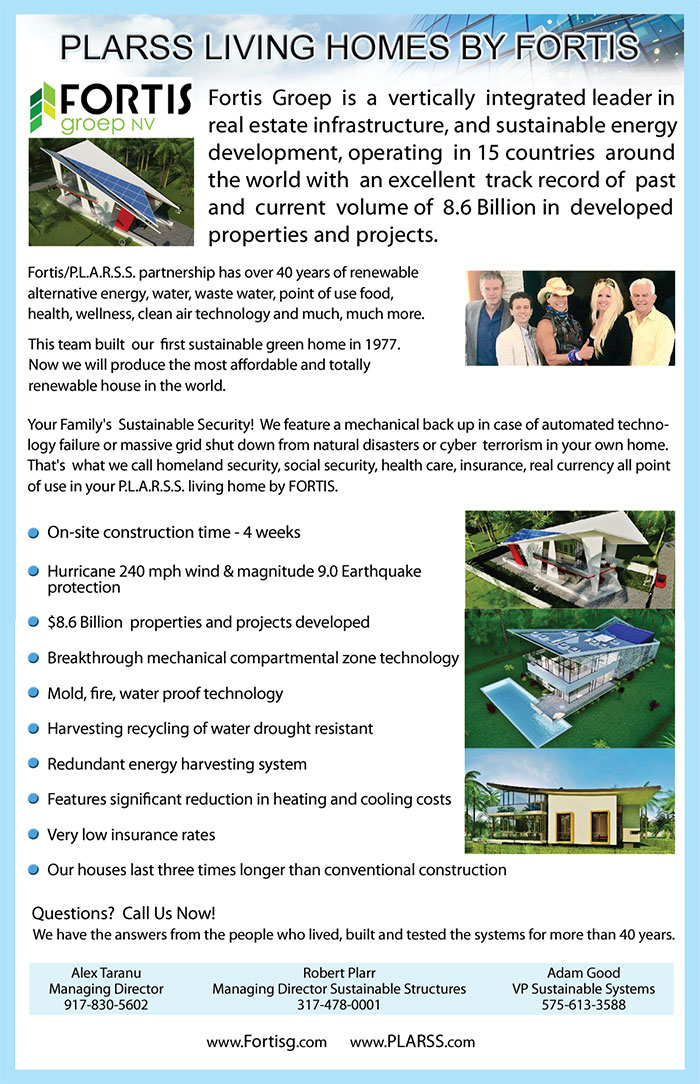 PLARSS LIVING HOMES BY FORTIS
FORTIS
groep NV
Fortis Groep is a vertically integrated leader in
real estate infrastructure, and sustainable energy
development, operating in 15 countries around
the world with an excellent track record of past
and current volume of 8.6 Billion in developed
properties and projects.
Fortis/P.L.A.R.S.S. partnership has over 40 years of renewable
alternative energy, water, waste water, point of use food,
health, wellness, clean air technology and much, much more.
This team built our first sustainable green home in 1977.
Now we will produce the most affordable and totally
renewable house in the world.
Your Family's Sustainable Security! We feature a mechanical back up in case of automated techno-
logy failure or massive grid shut down from natural disasters or cyber terrorism in your own home.
That's what we call homeland security, social security, health care, insurance, real currency all point
of use in your P.L.A.R.S.S. living home by FORTIS.
On-site construction time - 4 weeks
Hurricane 240 mph wind & magnitude 9.0 Earthquake
protection
$8.6 Billion properties and projects developed
Breakthrough mechanical compartmental zone technology
Mold, fire, water proof technology
Harvesting recycling of water drought resistant
Redundant energy harvesting system
Features significant reduction in heating and cooling costs
Very low insurance rates
Our houses last three times longer than conventional construction
Questions? Call Us Now!
We have the answers from the people who lived, built and tested the systems for more than 40 years.
Alex Taranu
Managing Director
917-830-5602
Robert Plarr
Managing Director Sustainable Structures
317-478-0001
Adam Good
VP Sustainable Systems
575-613-3588
www.Fortisg.com www.PLARSS.com